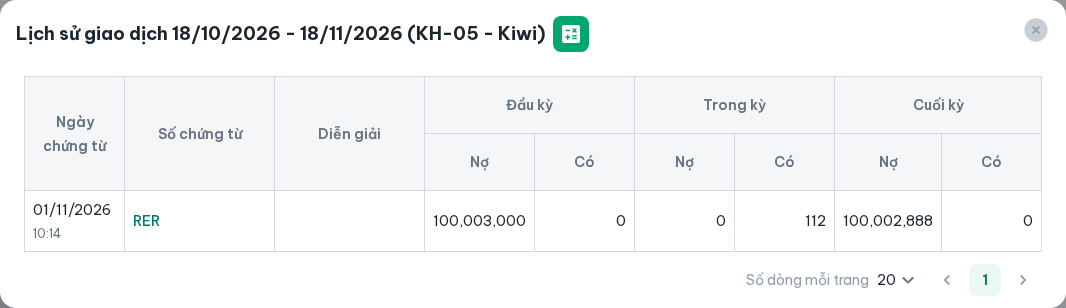 Lịch sử giao dịch 18/10/2026 - 18/11/2026 (KH-05 - Kiwi)
Ngày chứng từ Số chứng từ Diễn giải Đầu kỳ Trong kỳ Cuối kỳ
Nợ Có Nợ Có Nợ Có
01/11/2026 RER 100,003,000 0 0 112 100,002,888 0
10:14
Số dòng mỗi trang 20 1